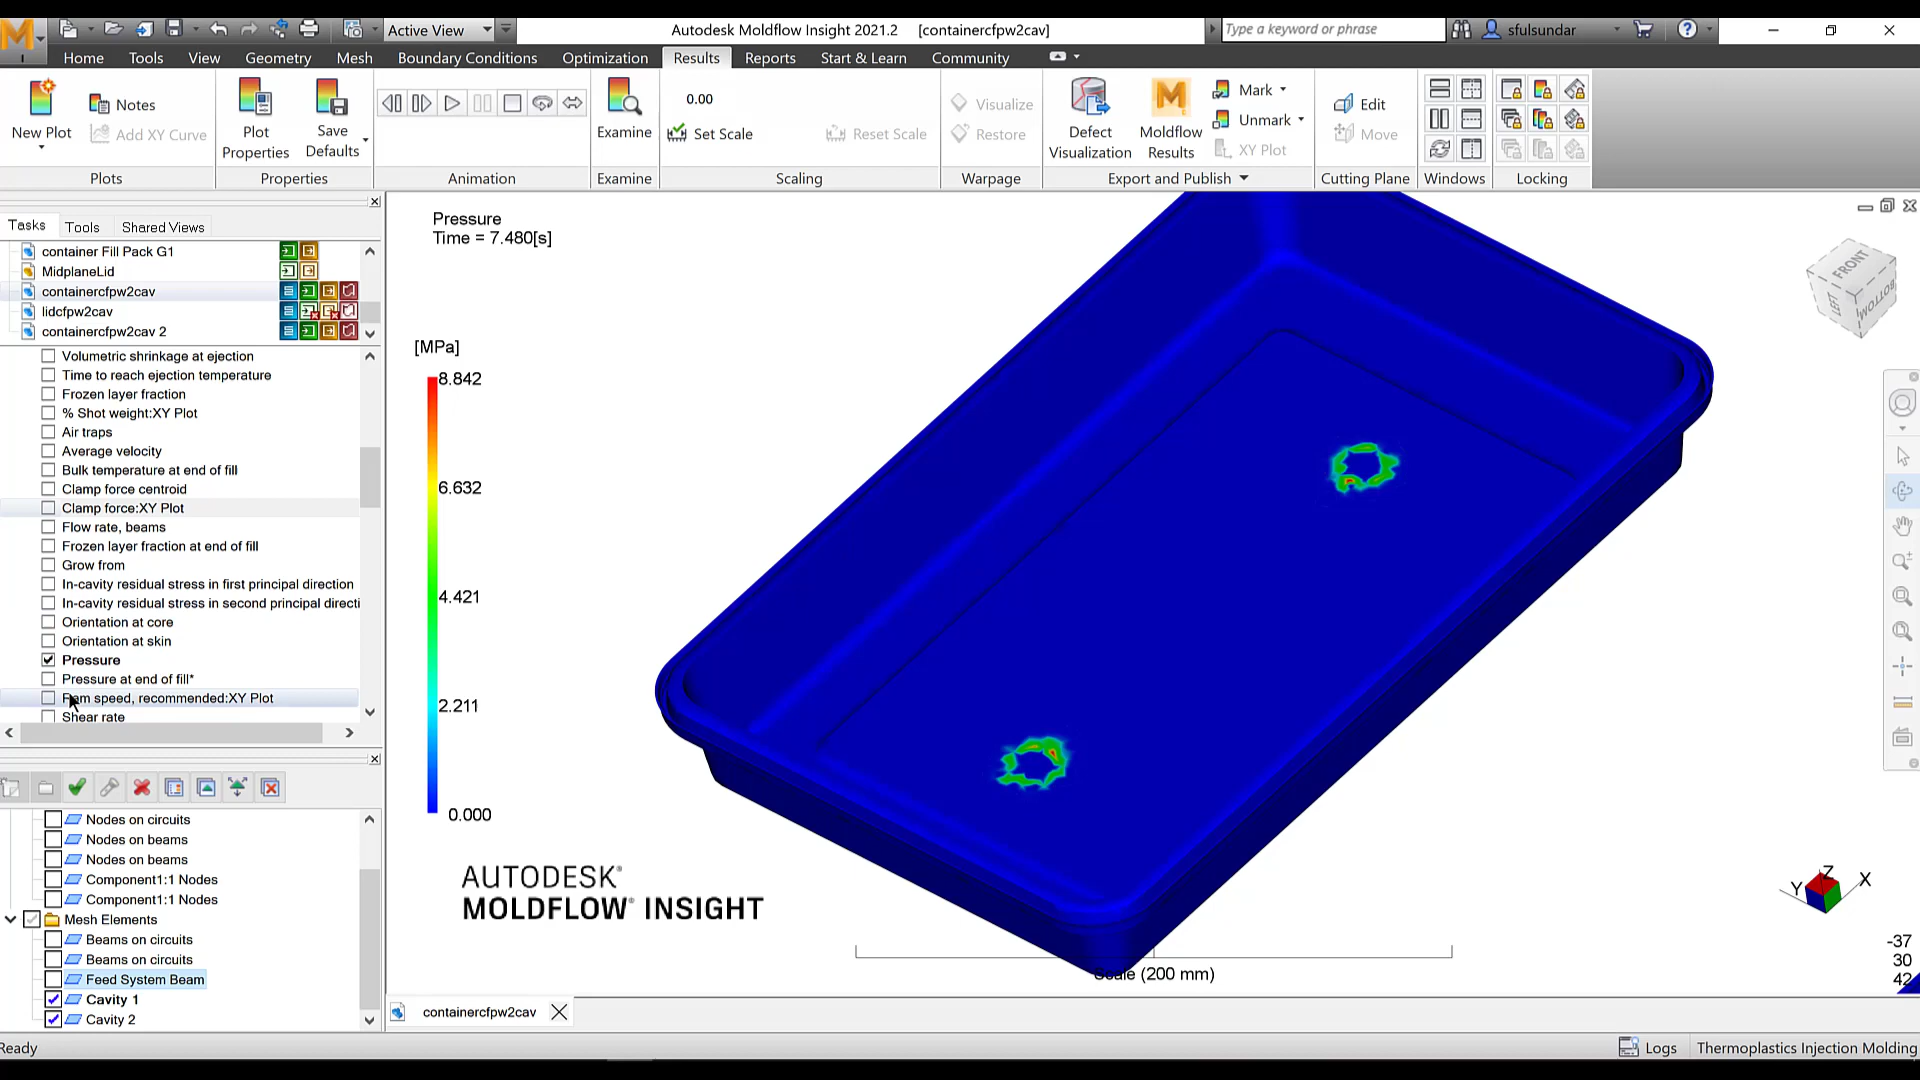 Active View
Autodesk Moldflow Insight 2021.2 [containercfpw2cav]
Type a keyword or phrase
sfulsundar
Home Tools View Geometry Mesh Boundary Conditions Optimization Results Reports Start & Learn Community
New Plot
Notes
Add XY Curve
Plots
Plot Properties
Save Defaults
Properties
Animation
Examine
Examine
0.00
Set Scale
Reset Scale
Scaling
Visualize
Restore
Warpage
Defect Visualization
Moldflow Results
Mark
Unmark
XY Plot
Export and Publish
Edit
Move
Cutting Plane
Windows
Locking
Tasks Tools Shared Views
container Fill Pack G1
MidplaneLid
containercfpw2cav
lidcfpw2cav
containercfpw2cav 2
Volumetric shrinkage at ejection
Time to reach ejection temperature
Frozen layer fraction
% Shot weight:XY Plot
Air traps
Average velocity
Bulk temperature at end of fill
Clamp force centroid
Clamp force:XY Plot
Flow rate, beams
Frozen layer fraction at end of fill
Grow from
In-cavity residual stress in first principal direction
In-cavity residual stress in second principal directi
Orientation at core
Orientation at skin
Pressure
Pressure at end of fill*
speed, recommended:XY Plot
Shear rate
Nodes on circuits
Nodes on beams
Nodes on beams
Component1:1 Nodes
Component1:1 Nodes
Mesh Elements
Beams on circuits
Beams on circuits
Feed System Beam
Cavity 1
Cavity 2
Pressure
Time = 7.480[s]
[MPa]
8.842
6.632
4.421
2.211
0.000
AUTODESK®
MOLDFLOW® INSIGHT
Scale (200 mm)
FRONT
LEFT
BOTTOM
Z
Y
X
-37
30
42
containercfpw2cav
Ready
Logs
Thermoplastics Injection Molding